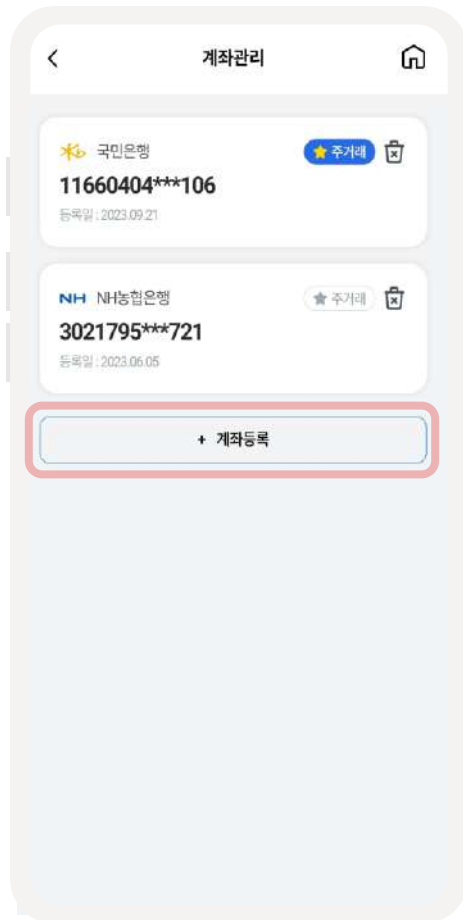 계좌관리
국민은행
주거래
11660404***106
등록일 : 2023.09.21
NH NH농협은행
주거래
3021795***721
등록일 : 2023.06.05
+ 계좌등록